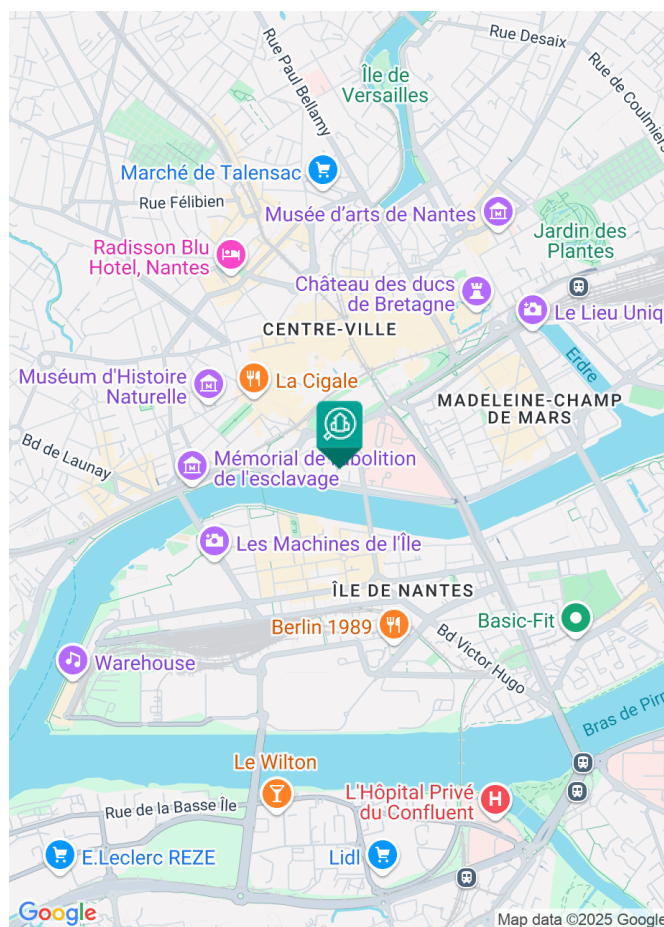 Rue Desaix
Rue Paul Bellamy
Île de
Versailles
Rue de Coulmiers
Marché de Talensac
Rue Félibien
Musée d'arts de Nantes
Jardin des
Plantes
Radisson Blu
Hotel, Nantes
Château des ducs
de Bretagne
Le Lieu Uniq
CENTRE-VILLE
Erdre
Muséum d'Histoire
Naturelle
La Cigale
MADELEINE-CHAMP
DE MARS
Bd de Launay
Mémorial de l'abolition
de l'esclavage
Les Machines de l'Île
ÎLE DE NANTES
Berlin 1989
Basic-Fit
Bd Victor Hugo
Warehouse
Bras de Pirm
Le Wilton
L'Hôpital Privé
du Confluent
H
Rue de la Basse Île
E.Leclerc REZE
Lidl
Google
Map data ©2025 Google